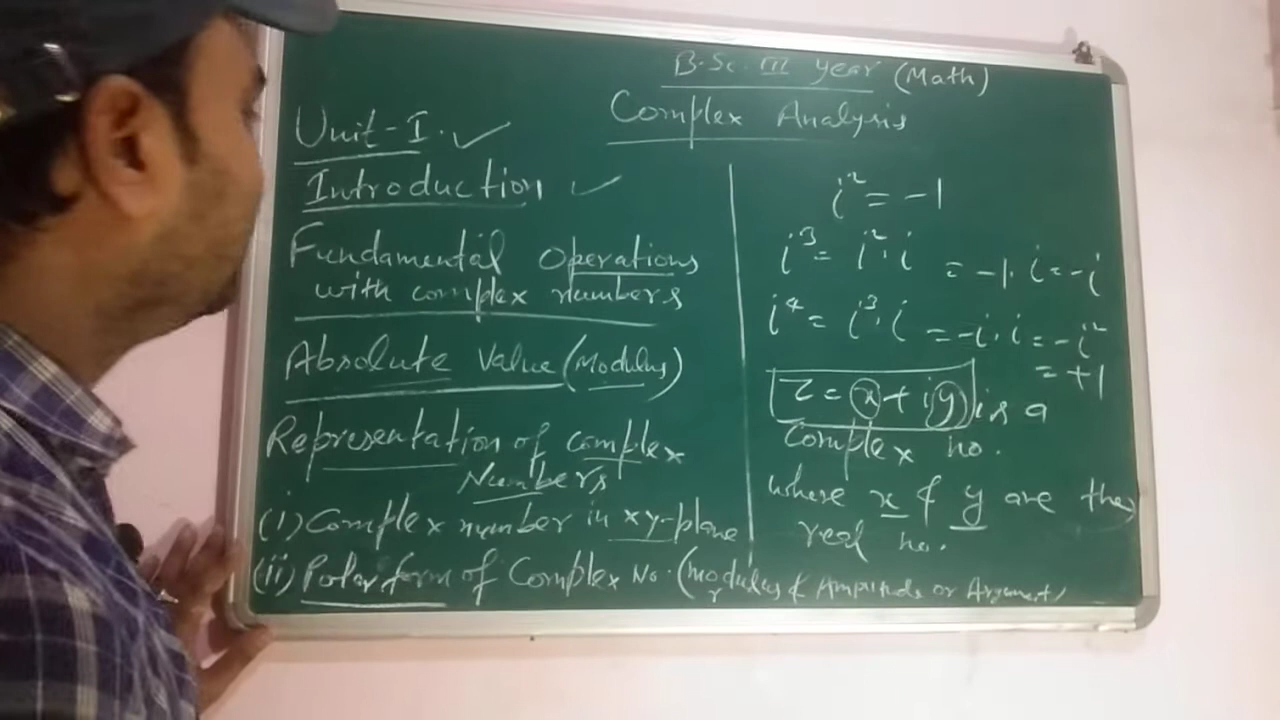 B.Sc. III year (Math)
Complex Analysis
Unit-I. ✓
Introduction ✓
Fundamental Operations
with complex numbers
Absolute Value (Modulus)
Representation of complex
Numbers
(i) Complex number in xy-plane
(ii) Polar form of Complex No. (modulus & Amplitude or Argument)
i² = -1
i³ = i².i = -1.i = -i
i⁴ = i³.i = -i.i = -i²
= +1
z = x + iy is a
Complex no.
where x & y are the
real no.